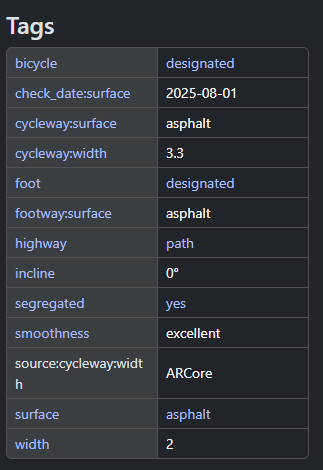 Tags
bicycle designated
check_date:surface 2025-08-01
cycleway:surface asphalt
cycleway:width 3.3
foot designated
footway:surface asphalt
highway path
incline 0°
segregated yes
smoothness excellent
source:cycleway:widt
h ARCore
surface asphalt
width 2